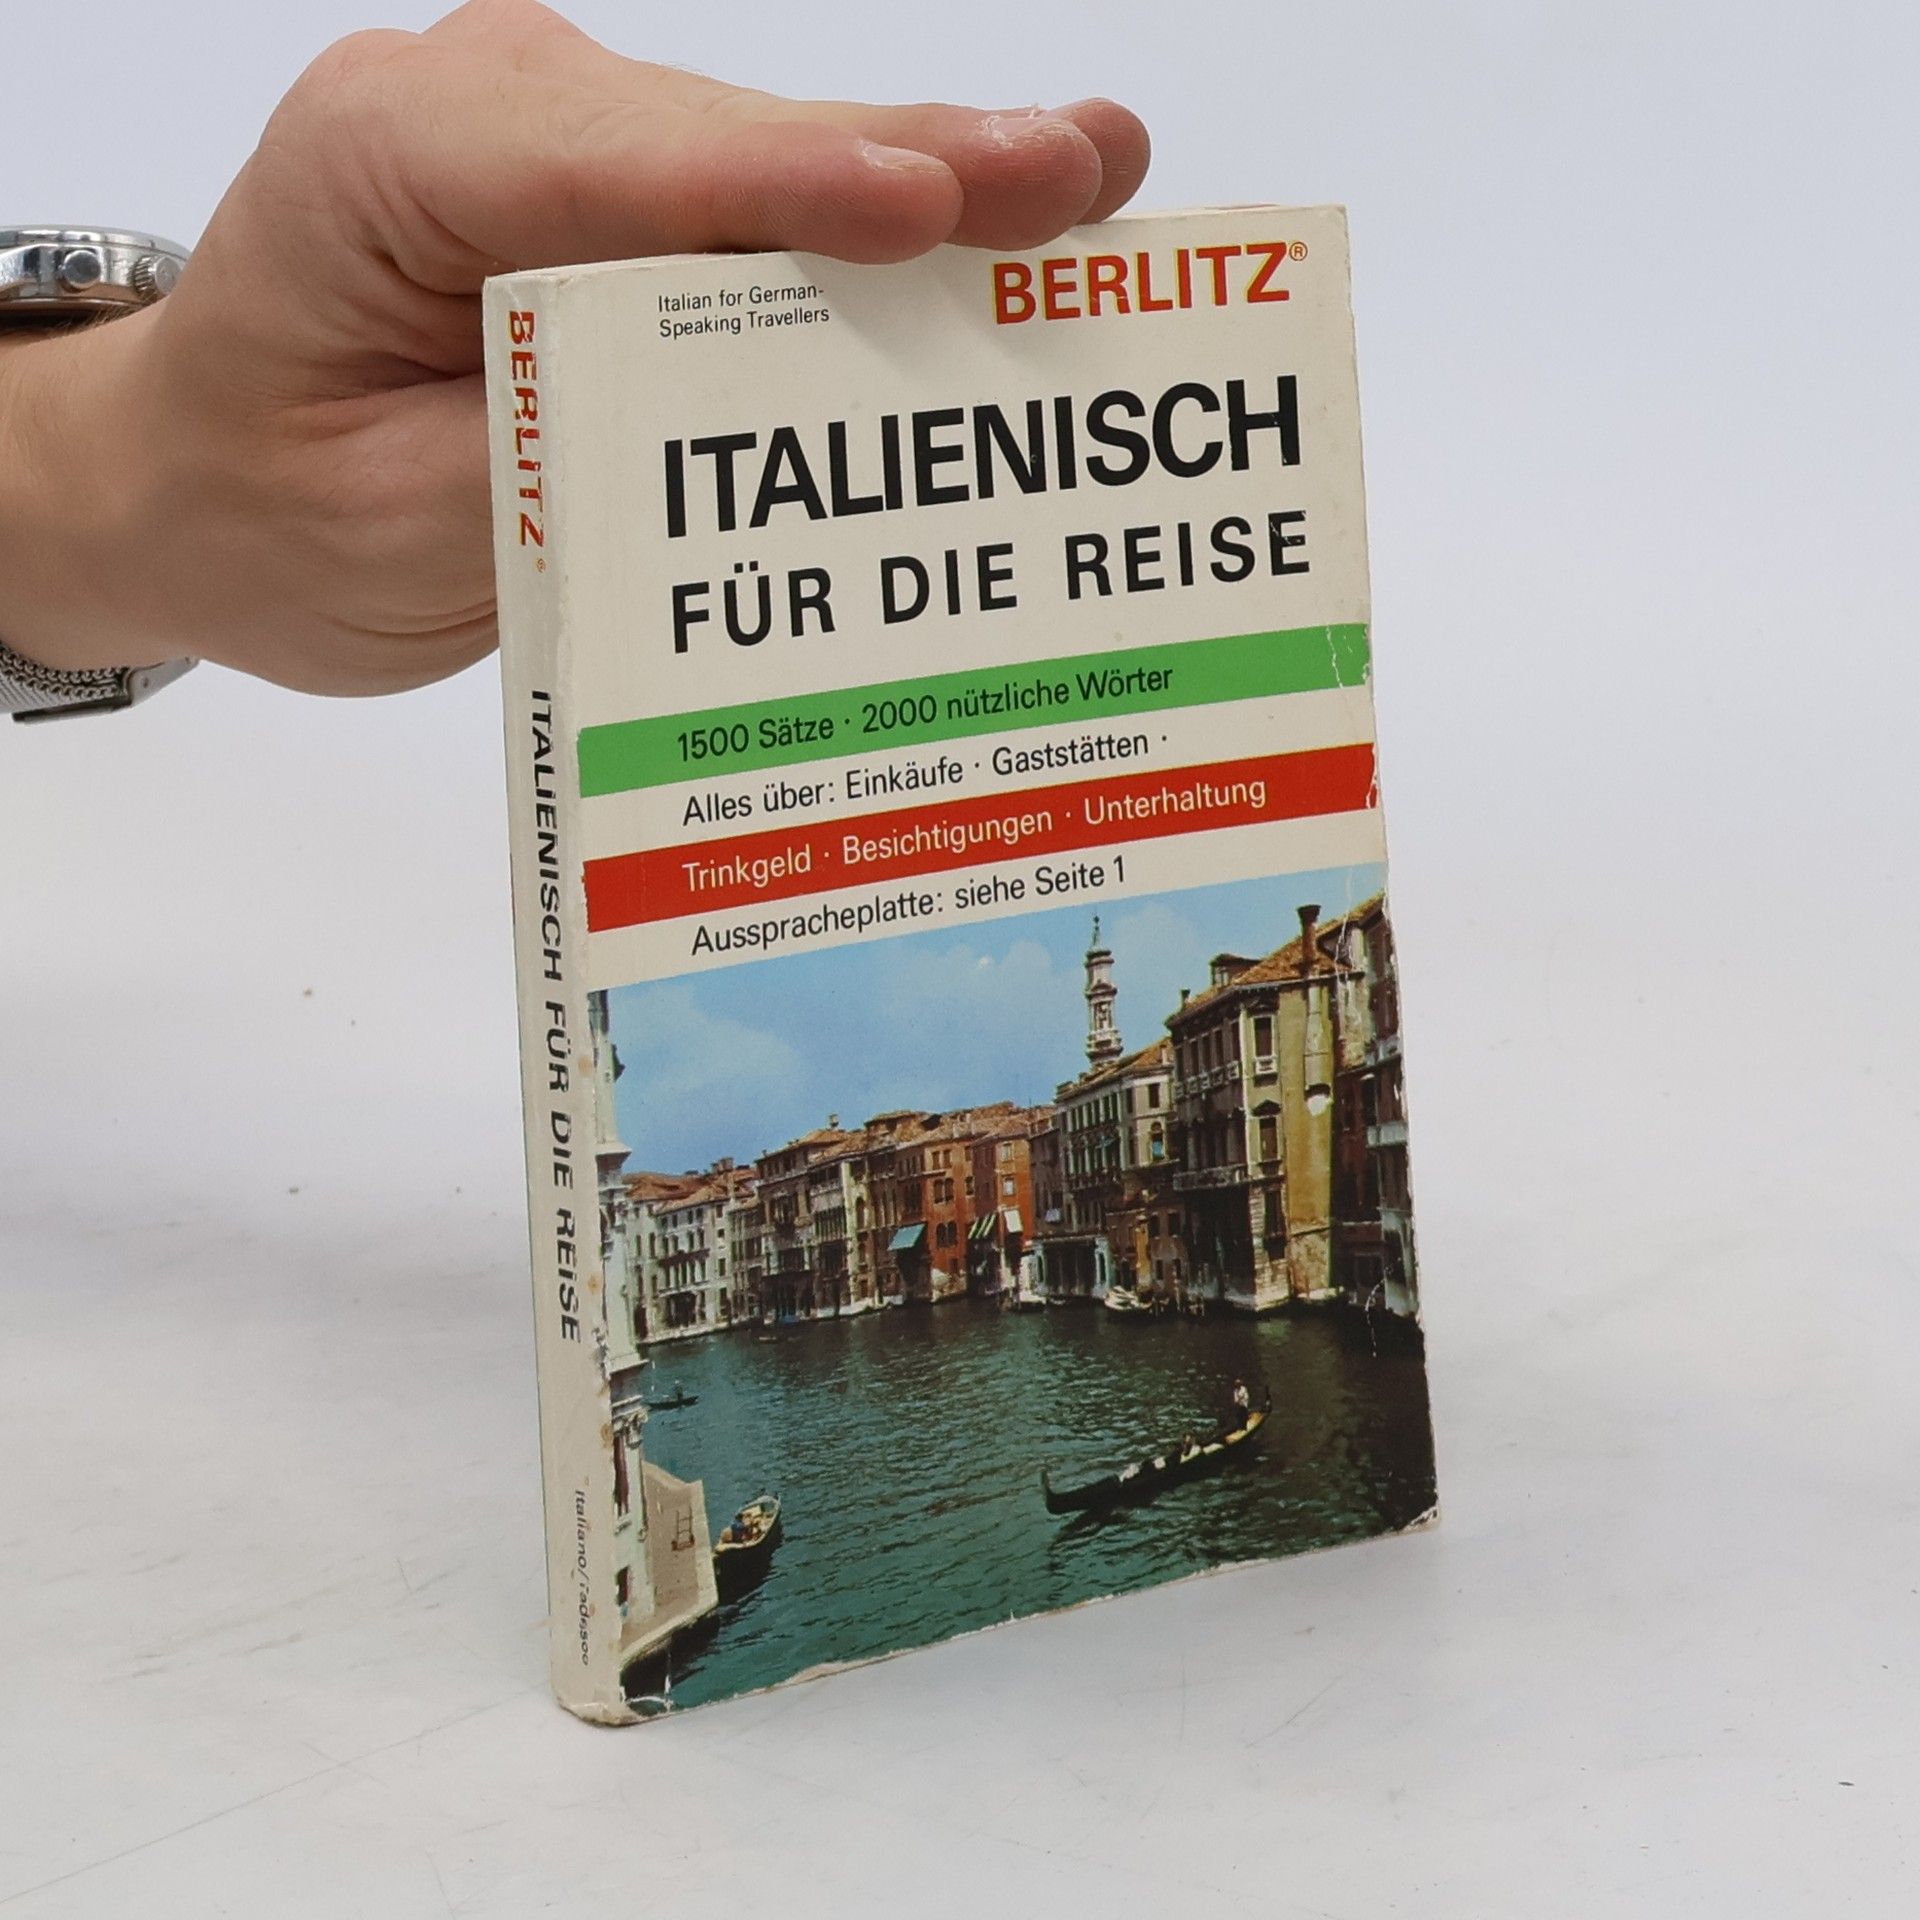 Italian for German-
Speaking Travellers
BERLITZ®
ITALIENISCH
FÜR DIE REISE
1500 Sätze · 2000 nützliche Wörter
Alles über: Einkäufe · Gaststätten ·
Trinkgeld · Besichtigungen · Unterhaltung
Ausspracheplatte: siehe Seite 1
BERLITZ®
ITALIENISCH FÜR DIE REISE
italiano/tedesco